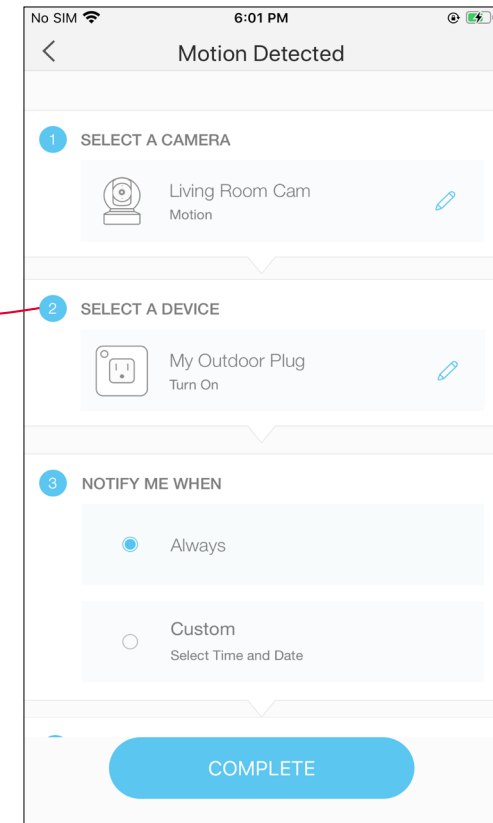 No SIM 6:01 PM
Motion Detected
1 SELECT A CAMERA
Living Room Cam
Motion
2 SELECT A DEVICE
My Outdoor Plug
Turn On
3 NOTIFY ME WHEN
Always
Custom
Select Time and Date
COMPLETE